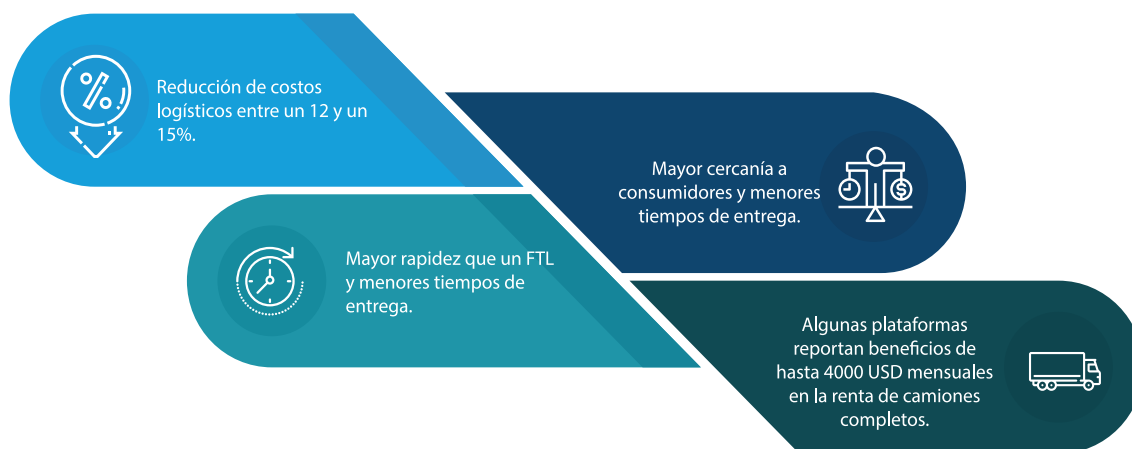 Reducción de costos
logísticos entre un 12 y un
15%.
Mayor cercanía a
consumidores y menores
tiempos de entrega.
Mayor rapidez que un FTL
y menores tiempos de
entrega.
Algunas plataformas
reportan beneficios de
hasta 4000 USD mensuales
en la renta de camiones
completos.